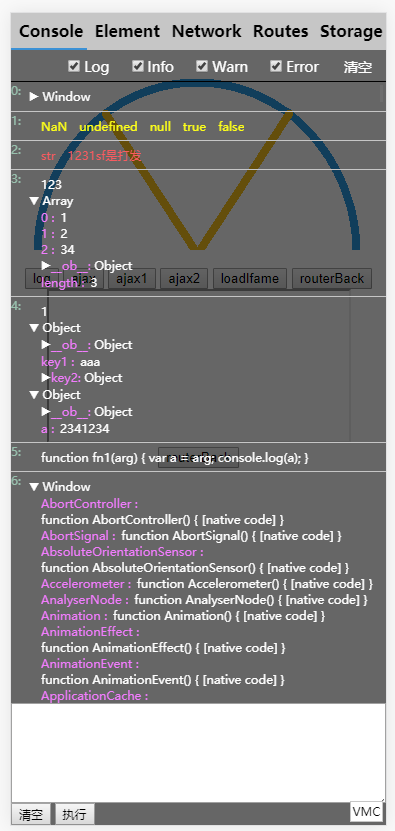 Console Element Network Routes Storage
Log Info Warn Error 清空
0: ▶ Window
1: NaN undefined null true false
2: str 1231sf是打发
3: 123
▼ Array
0 : 1
1 : 2
2 : 34
▶__ob__: Object
length : 3
log ajax ajax1 ajax2 loadIfame routerBack
4: 1
▼ Object
▶__ob__: Object
key1 : aaa
▶key2: Object
▼ Object
▶__ob__: Object
a : 2341234
5: function fn1(arg) { var a = arg; console.log(a); }
routerBack
6: ▼ Window
AbortController :
function AbortController() { [native code] }
AbortSignal : function AbortSignal() { [native code] }
AbsoluteOrientationSensor :
function AbsoluteOrientationSensor() { [native code] }
Accelerometer : function Accelerometer() { [native code] }
AnalyserNode : function AnalyserNode() { [native code] }
Animation : function Animation() { [native code] }
AnimationEffect :
function AnimationEffect() { [native code] }
AnimationEvent :
function AnimationEvent() { [native code] }
ApplicationCache :
清空 执行 VMC